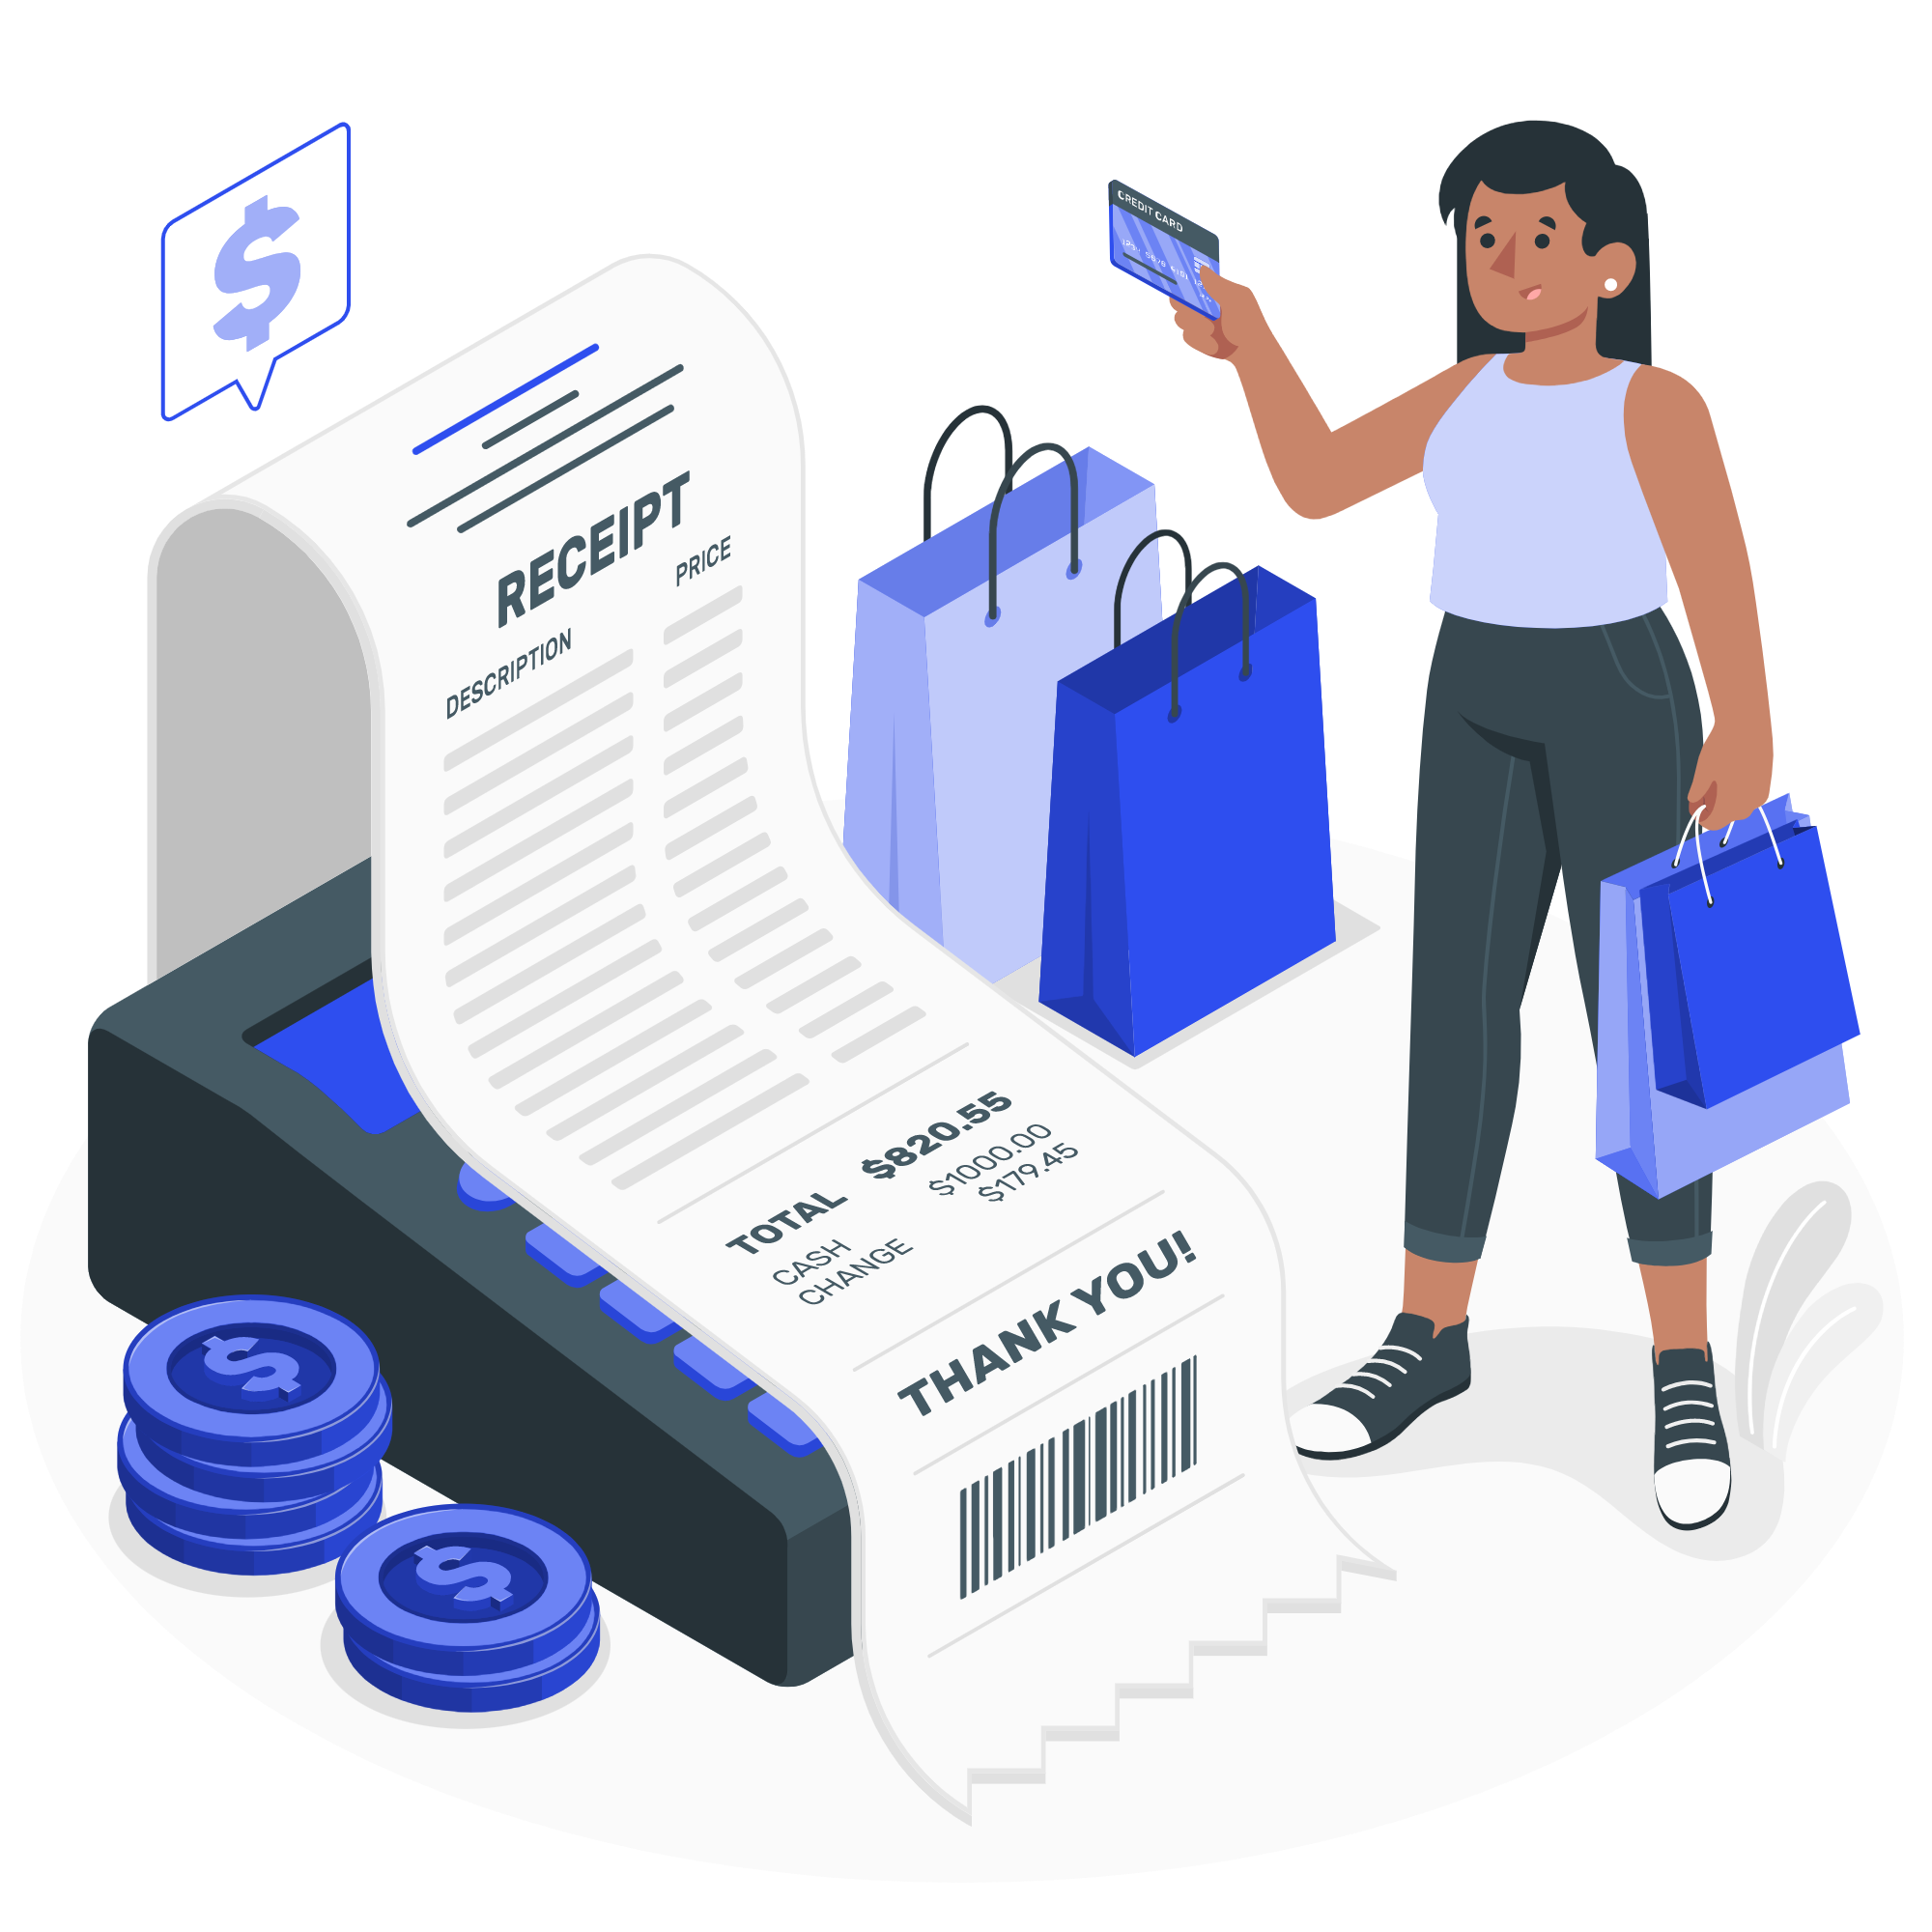 $
CREDIT CARD
RECEIPT
DESCRIPTION PRICE
TOTAL $820.55
CASH $1000.00
CHANGE $179.45
THANK YOU!
$
$